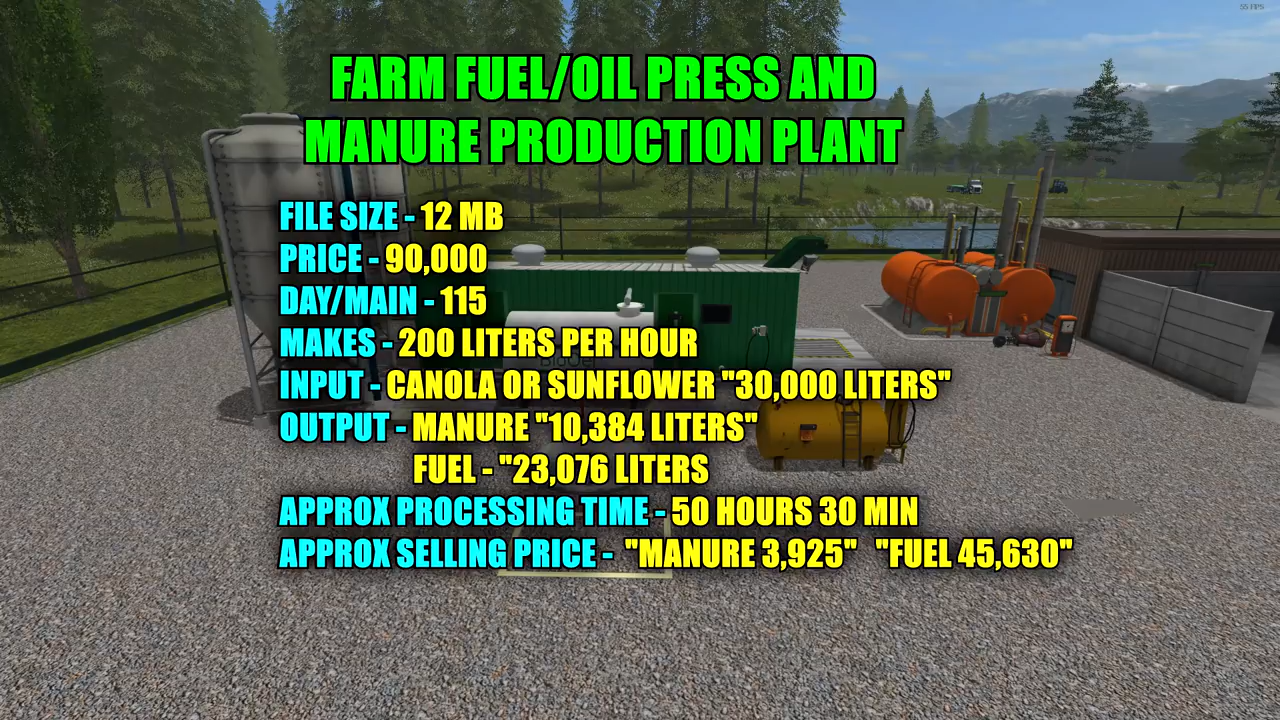 55 FPS
FARM FUEL/OIL PRESS AND
MANURE PRODUCTION PLANT
FILE SIZE - 12 MB
PRICE - 90,000
DAY/MAIN - 115
MAKES - 200 LITERS PER HOUR
INPUT - CANOLA OR SUNFLOWER "30,000 LITERS"
OUTPUT - MANURE "10,384 LITERS"
FUEL - "23,076 LITERS
APPROX PROCESSING TIME - 50 HOURS 30 MIN
APPROX SELLING PRICE - "MANURE 3,925" "FUEL 45,630"